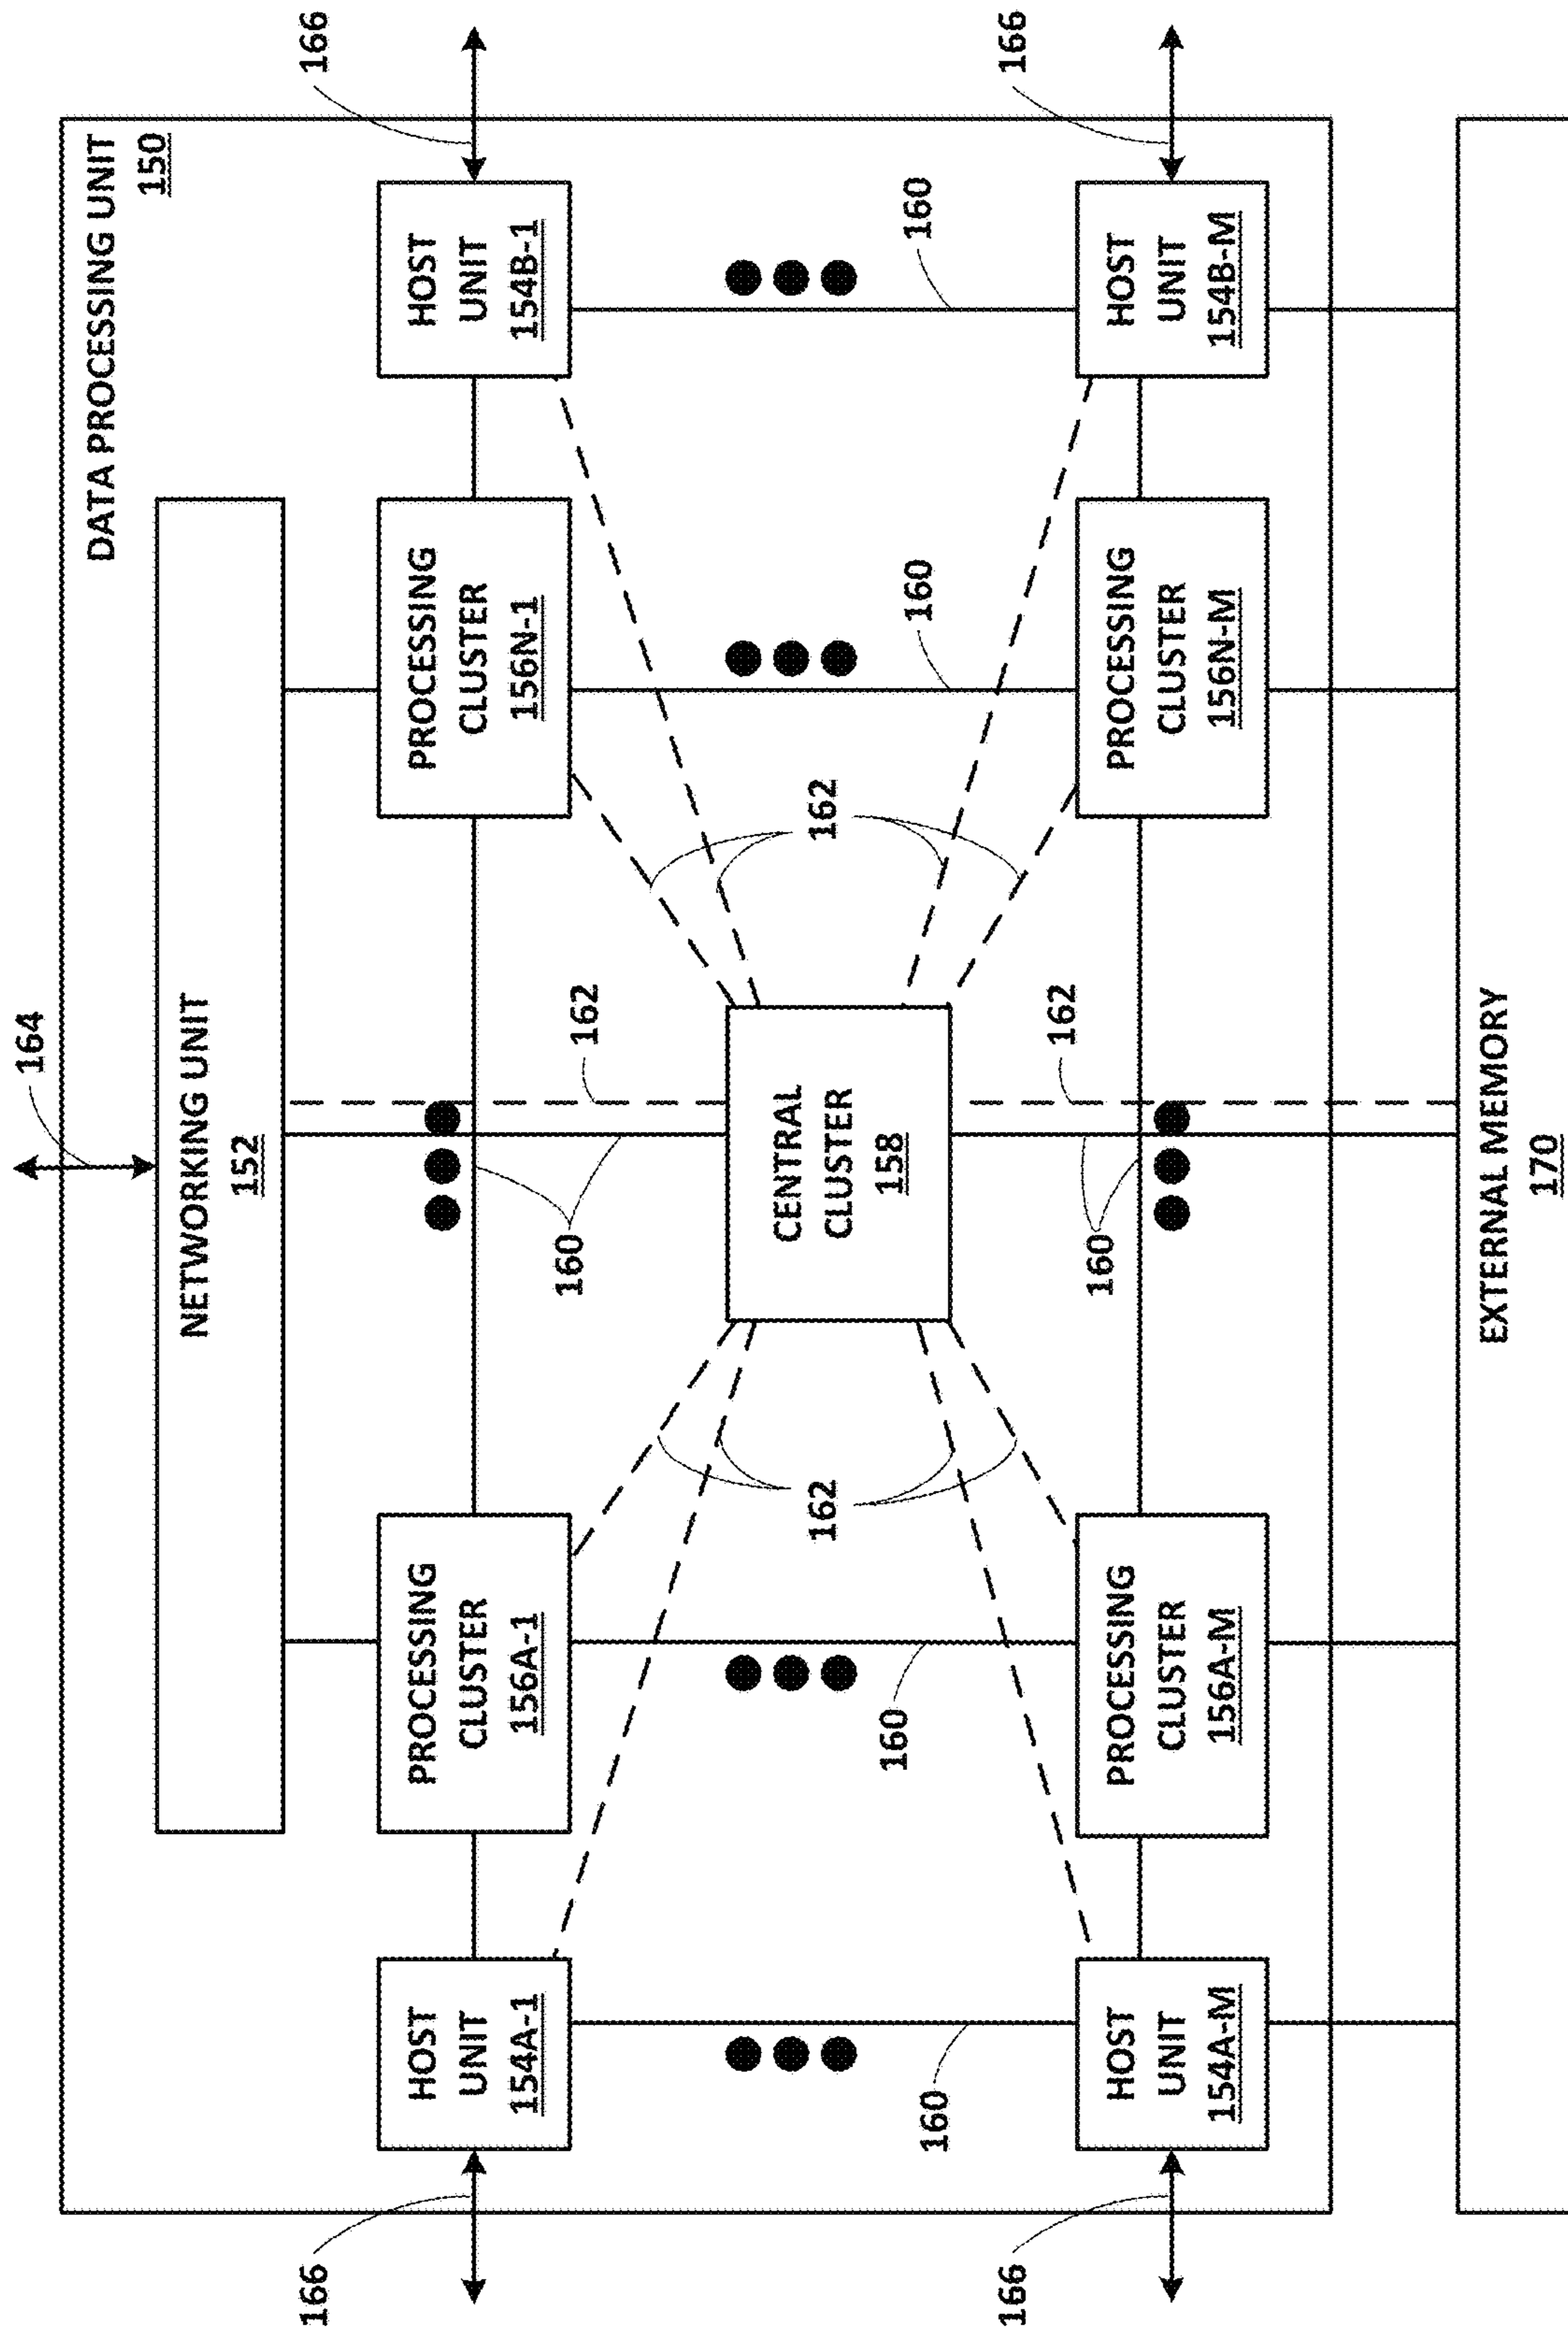 164
DATA PROCESSING UNIT
150
NETWORKING UNIT
152
166
166
HOST
UNIT
154A-1
PROCESSING
CLUSTER
156A-1
PROCESSING
CLUSTER
156N-1
HOST
UNIT
154B-1
160
162
162
162
CENTRAL
CLUSTER
158
160
160
160
160
160
162
166
166
HOST
UNIT
154A-M
PROCESSING
CLUSTER
156A-M
PROCESSING
CLUSTER
156N-M
HOST
UNIT
154B-M
EXTERNAL MEMORY
170